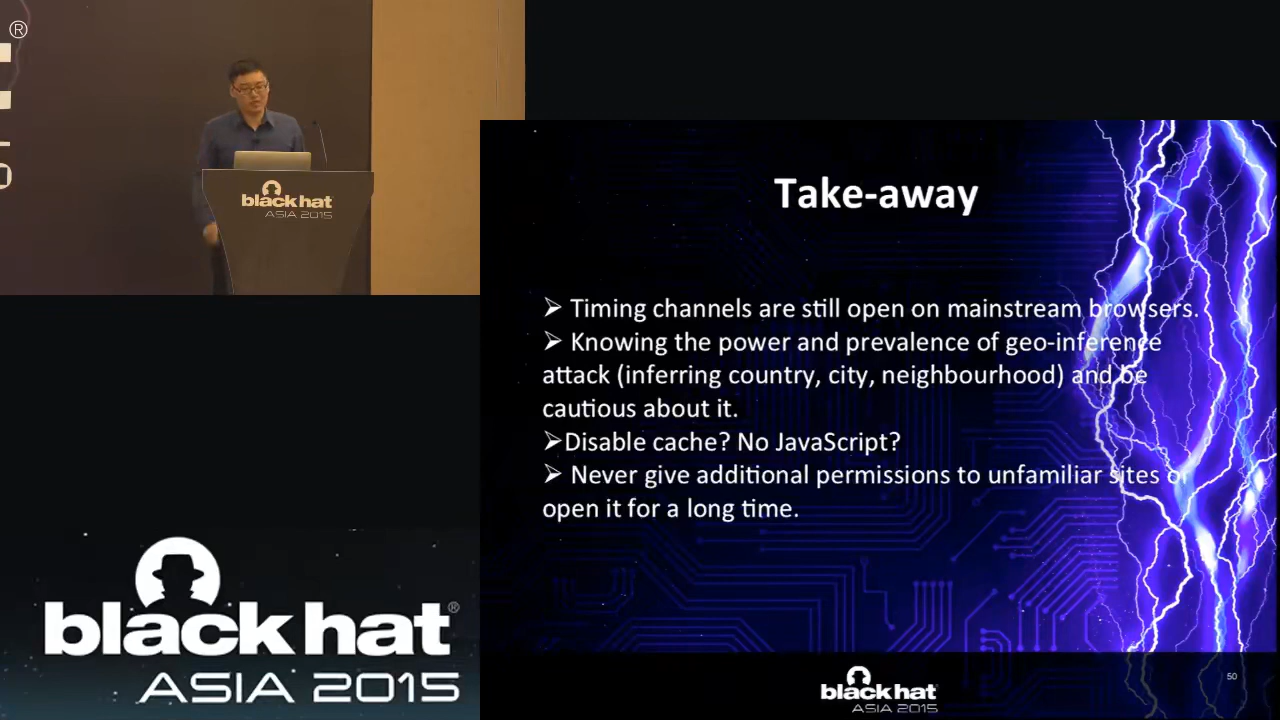 ®
black hat
ASIA 2015
Take-away
➢ Timing channels are still open on mainstream browsers.
➢ Knowing the power and prevalence of geo-inference
attack (inferring country, city, neighbourhood) and be
cautious about it.
➢Disable cache? No JavaScript?
➢ Never give additional permissions to unfamiliar sites or
open it for a long time.
black hat®
ASIA 2015
black hat
ASIA 2015
50